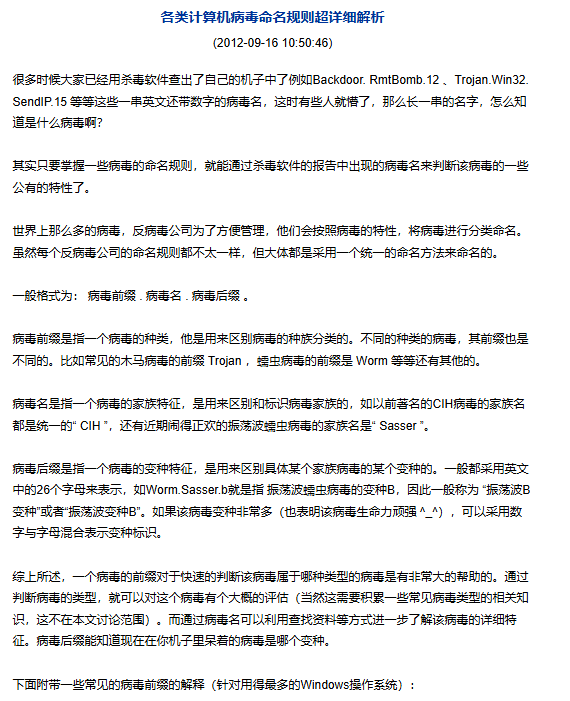 各类计算机病毒命名规则超详细解析
(2012-09-16 10:50:46)
很多时候大家已经用杀毒软件查出了自己的机子中了例如Backdoor. RmtBomb.12 、Trojan.Win32.
SendIP.15 等等这些一串英文还带数字的病毒名，这时有些人就懵了，那么长一串的名字，怎么知
道是什么病毒啊？
其实只要掌握一些病毒的命名规则，就能通过杀毒软件的报告中出现的病毒名来判断该病毒的一些
公有的特性了。
世界上那么多的病毒，反病毒公司为了方便管理，他们会按照病毒的特性，将病毒进行分类命名。
虽然每个反病毒公司的命名规则都不太一样，但大体都是采用一个统一的命名方法来命名的。
一般格式为： 病毒前缀 . 病毒名 . 病毒后缀 。
病毒前缀是指一个病毒的种类，他是用来区别病毒的种族分类的。不同的种类的病毒，其前缀也是
不同的。比如常见的木马病毒的前缀 Trojan ，蠕虫病毒的前缀是 Worm 等等还有其他的。
病毒名是指一个病毒的家族特征，是用来区别和标识病毒家族的，如以前著名的CIH病毒的家族名
都是统一的“ CIH ”，还有近期闹得正欢的振荡波蠕虫病毒的家族名是“ Sasser ”。
病毒后缀是指一个病毒的变种特征，是用来区别具体某个家族病毒的某个变种的。一般都采用英文
中的26个字母来表示，如Worm.Sasser.b就是指 振荡波蠕虫病毒的变种B，因此一般称为 “振荡波B
变种”或者“振荡波变种B”。如果该病毒变种非常多（也表明该病毒生命力顽强 ^_^），可以采用数
字与字母混合表示变种标识。
综上所述，一个病毒的前缀对于快速的判断该病毒属于哪种类型的病毒是有非常大的帮助的。通过
判断病毒的类型，就可以对这个病毒有个大概的评估（当然这需要积累一些常见病毒类型的相关知
识，这不在本文讨论范围）。而通过病毒名可以利用查找资料等方式进一步了解该病毒的详细特
征。病毒后缀能知道现在在你机子里呆着的病毒是哪个变种。
下面附带一些常见的病毒前缀的解释（针对用得最多的Windows操作系统）：